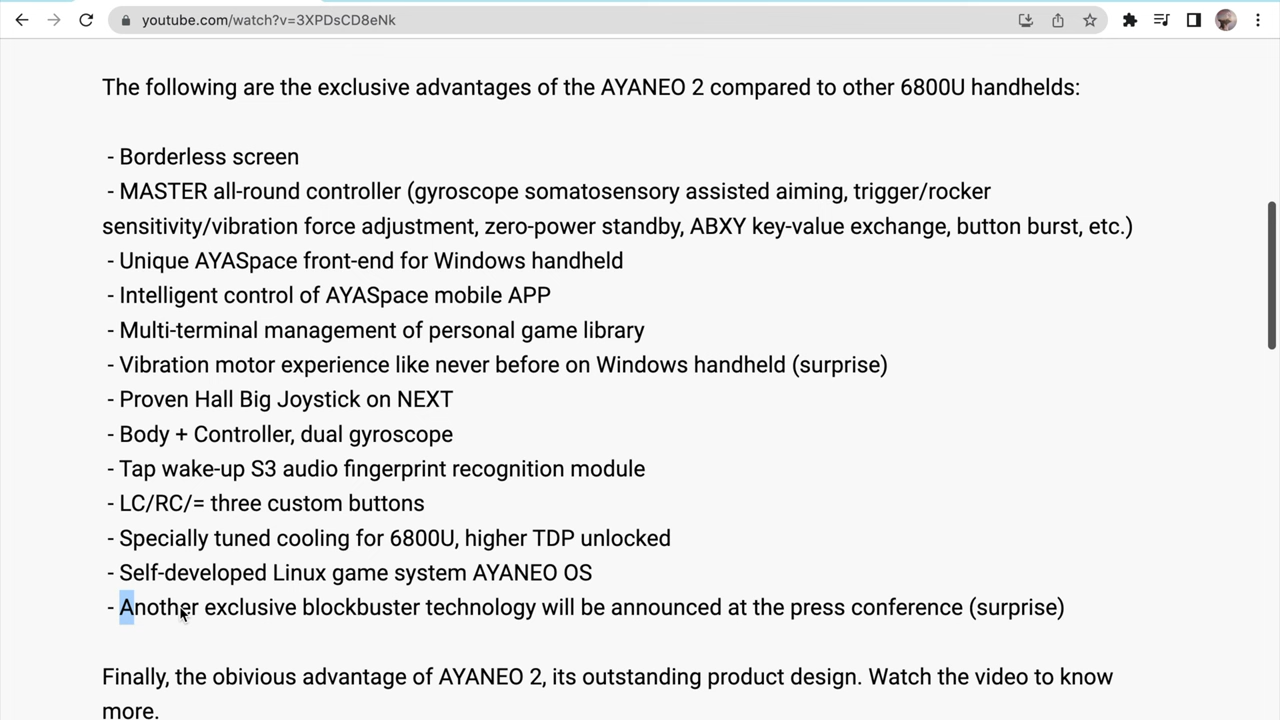 youtube.com/watch?v=3XPDsCD8eNk
The following are the exclusive advantages of the AYANEO 2 compared to other 6800U handhelds:
- Borderless screen
- MASTER all-round controller (gyroscope somatosensory assisted aiming, trigger/rocker
sensitivity/vibration force adjustment, zero-power standby, ABXY key-value exchange, button burst, etc.)
- Unique AYASpace front-end for Windows handheld
- Intelligent control of AYASpace mobile APP
- Multi-terminal management of personal game library
- Vibration motor experience like never before on Windows handheld (surprise)
- Proven Hall Big Joystick on NEXT
- Body + Controller, dual gyroscope
- Tap wake-up S3 audio fingerprint recognition module
- LC/RC/= three custom buttons
- Specially tuned cooling for 6800U, higher TDP unlocked
- Self-developed Linux game system AYANEO OS
- Another exclusive blockbuster technology will be announced at the press conference (surprise)
Finally, the obivious advantage of AYANEO 2, its outstanding product design. Watch the video to know
more.